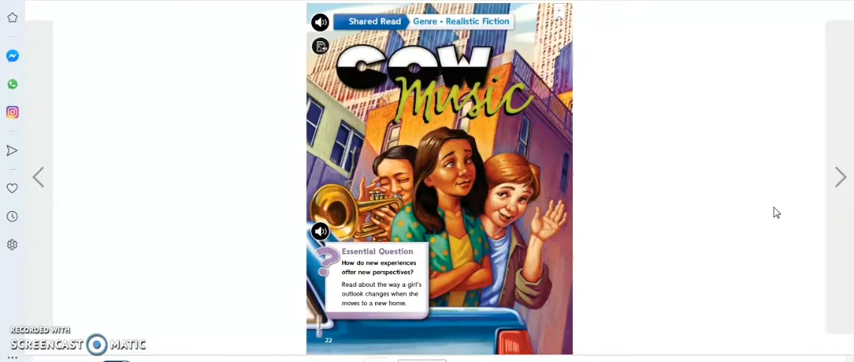 Shared Read Genre • Realistic Fiction
COW
Music
?
Essential Question
How do new experiences
offer new perspectives?
Read about the way a girl's
outlook changes when she
moves to a new home.
22
RECORDED WITH
SCREENCAST MATIC